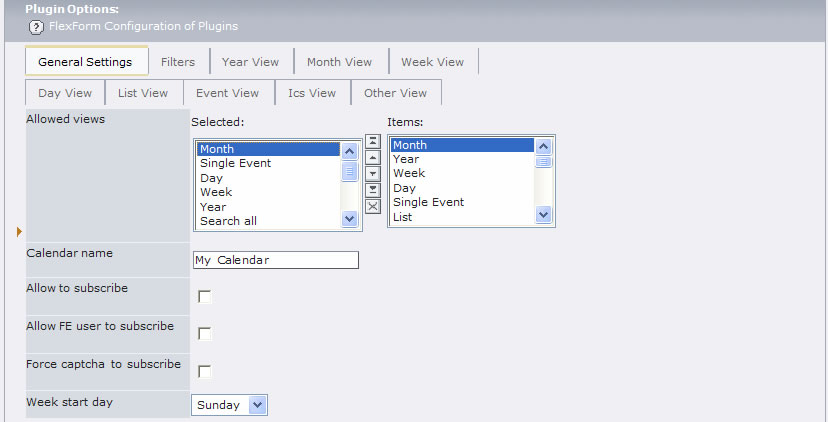 Plugin Options:
FlexForm Configuration of Plugins
General Settings Filters Year View Month View Week View
Day View List View Event View Ics View Other View
Allowed views
Selected:
Month
Single Event
Day
Week
Year
Search all
Items:
Month
Year
Week
Day
Single Event
List
Calendar name My Calendar
Allow to subscribe
Allow FE user to subscribe
Force captcha to subscribe
Week start day Sunday